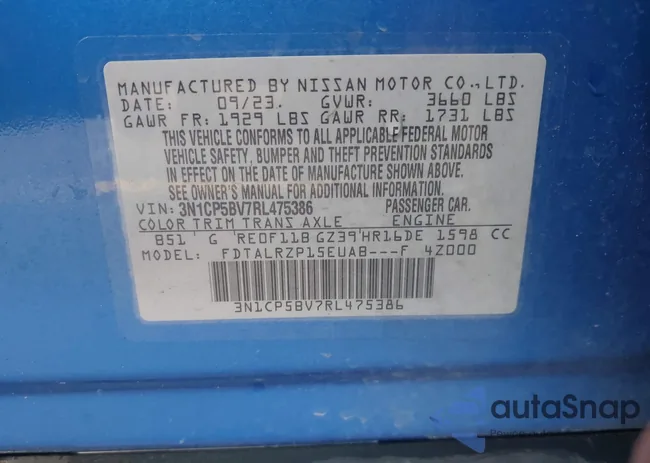 MANUFACTURED BY NISSAN MOTOR CO.,LTD.
DATE: 09/23. GVWR: 3660 LBS
GAWR FR: 1929 LBS GAWR RR: 1731 LBS
THIS VEHICLE CONFORMS TO ALL APPLICABLE FEDERAL MOTOR
VEHICLE SAFETY, BUMPER AND THEFT PREVENTION STANDARDS
IN EFFECT ON THE DATE OF MANUFACTURE SHOWN ABOVE.
SEE OWNER'S MANUAL FOR ADDITIONAL INFORMATION.
VIN: 3N1CP5BV7RL475386 PASSENGER CAR.
COLOR TRIM TRANS AXLE ENGINE
B51 G RE0F11B GZ39 HR16DE 1598 CC
MODEL: FDTALRZP15EUAB---F 4Z000
3N1CP5BV7RL475386
autoSnap